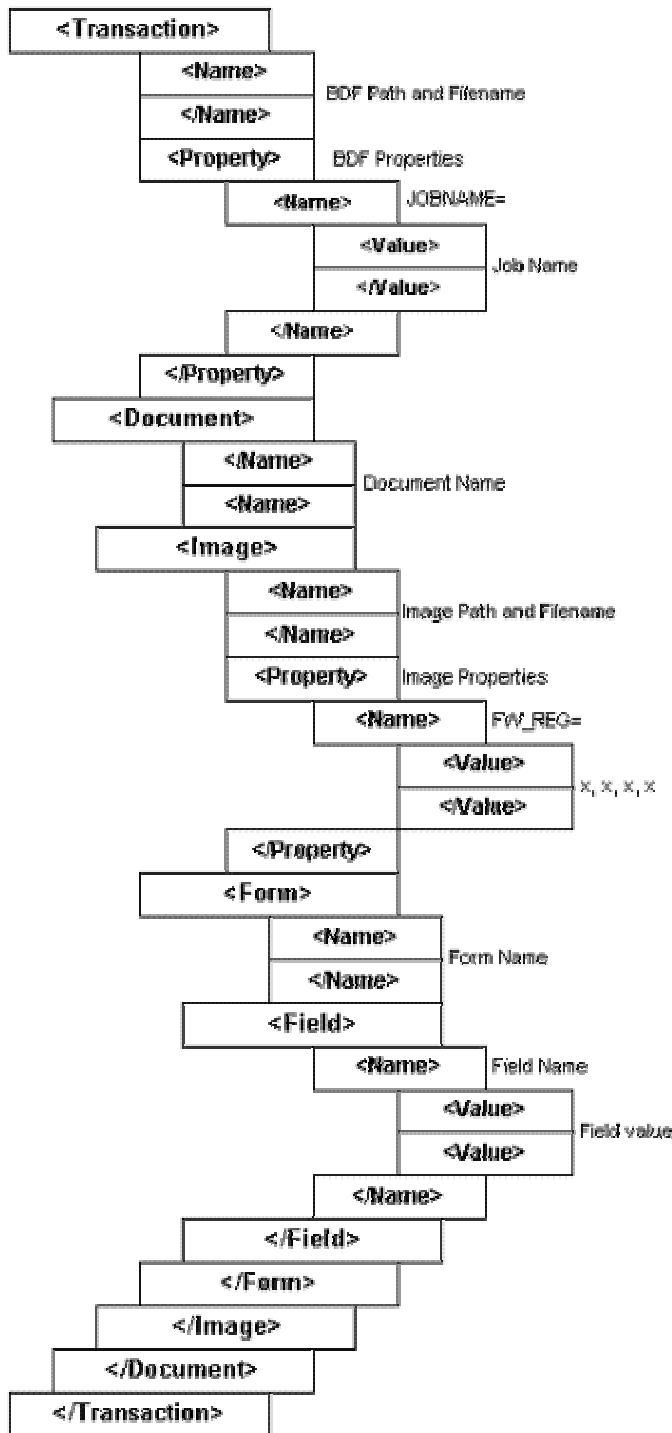 <Transaction>
<Name>
BDF Path and Filename
</Name>
<Property> BDF Properties
<Name> JOBNAME=
<Value>
Job Name
</Value>
</Name>
</Property>
<Document>
</Name>
Document Name
<Name>
<Image>
<Name>
Image Path and Filename
</Name>
<Property> Image Properties
<Name> FW_REG=
<Value>
x, x, x, x
</Value>
</Property>
<Form>
<Name>
Form Name
</Name>
<Field>
<Name> Field Name
<Value>
Field value
<Value>
</Name>
</Field>
</Form>
</Image>
</Document>
</Transaction>